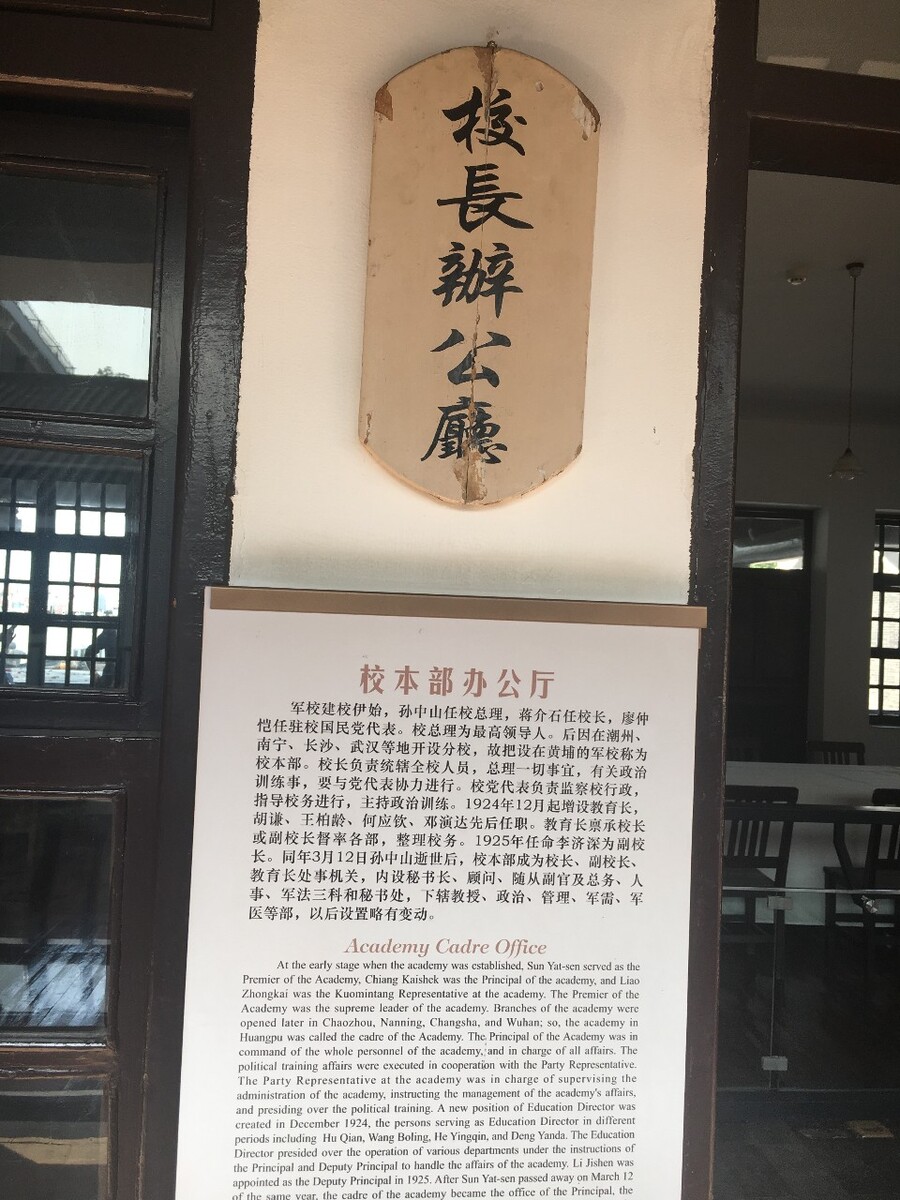 校長辦公廳
校本部办公厅
军校建校伊始，孙中山任校总理，蒋介石任校长，廖仲
恺任驻校国民党代表。校总理为最高领导人。后因在潮州、
南宁、长沙、武汉等地开设分校，故把设在黄埔的军校称为
校本部。校长负责统辖全校人员，总理一切事宜，有关政治
训练事，要与党代表协力进行。校党代表负责监察校行政，
指导校务进行，主持政治训练。1924年12月起增设教育长，
胡谦、王柏龄、何应钦、邓演达先后任职。教育长禀承校长
或副校长督率各部，整理校务。1925年任命李济深为副校
长。同年3月12日孙中山逝世后，校本部成为校长、副校长、
教育长处事机关，内设秘书长、顾问、随从副官及总务、人
事、军法三科和秘书处，下辖教授、政治、管理、军需、军
医等部，以后设置略有变动。
Academy Cadre Office
At the early stage when the academy was established, Sun Yat-sen served as the
Premier of the Academy, Chiang Kaishek was the Principal of the academy, and Liao
Zhongkai was the Kuomintang Representative at the academy. The Premier of the
Academy was the supreme leader of the academy. Branches of the academy were
opened later in Chaozhou, Nanning, Changsha, and Wuhan; so, the academy in
Huangpu was called the cadre of the Academy. The Principal of the Academy was in
command of the whole personnel of the academy, and in charge of all affairs. The
political training affairs were executed in cooperation with the Party Representative.
The Party Representative at the academy was in charge of supervising the
administration of the academy, instructing the management of the academy's affairs,
and presiding over the political training. A new position of Education Director was
created in December 1924, the persons serving as Education Director in different
periods including Hu Qian, Wang Boling, He Yingqin, and Deng Yanda. The Education
Director presided over the operation of various departments under the instructions of
the Principal and Deputy Principal to handle the affairs of the academy. Li Jishen was
appointed as the Deputy Principal in 1925. After Sun Yat-sen passed away on March 12
of the same year, the cadre of the academy became the office of the Principal, the